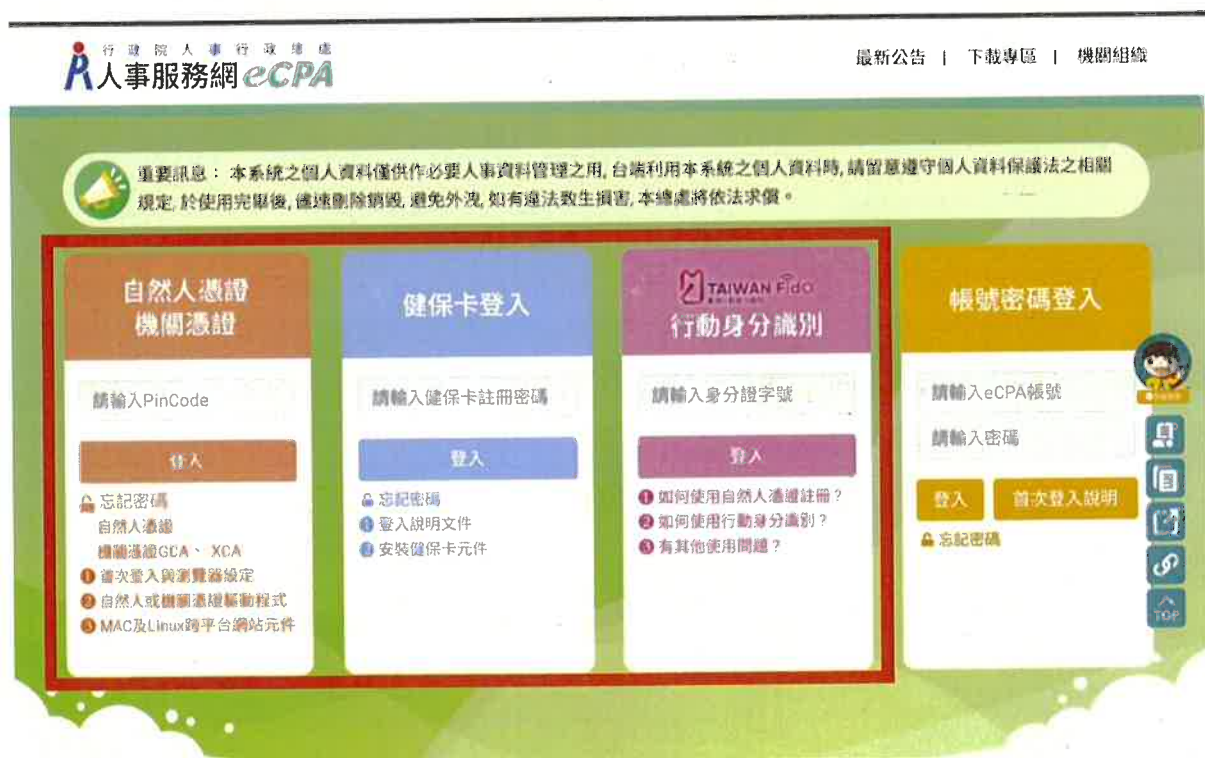 行政院人事行政總處
人事服務網eCPA
最新公告 | 下載專區 | 機關組織
重要訊息： 本系統之個人資料僅供作必要人事資料管理之用, 台端利用本系統之個人資料時, 請留意遵守個人資料保護法之相關
規定, 於使用完畢後, 儘速刪除銷毀, 避免外洩, 如有違法致生損害, 本總處將依法求償。
自然人憑證
機關憑證
請輸入PinCode
登入
忘記密碼
自然人憑證
機關憑證GCA、 XCA
1 首次登入與瀏覽器設定
2 自然人或機關憑證驅動程式
3 MAC及Linux跨平台網站元件
健保卡登入
請輸入健保卡註冊密碼
登入
忘記密碼
1 登入說明文件
2 安裝健保卡元件
TAIWAN FidO
行動身分識別
請輸入身分證字號
登入
1 如何使用自然人憑證註冊？
2 如何使用行動身分識別？
3 有其他使用問題？
帳號密碼登入
請輸入eCPA帳號
請輸入密碼
登入 首次登入說明
忘記密碼
TOP